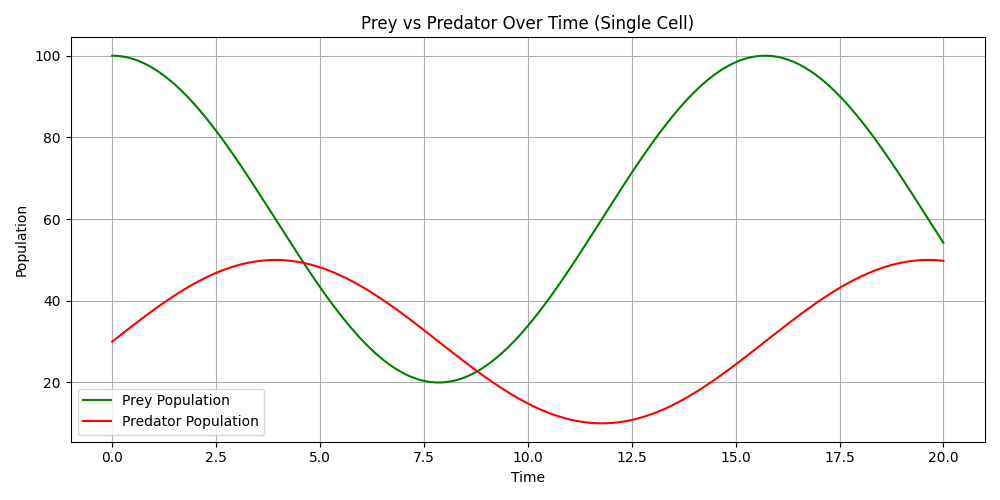 Prey vs Predator Over Time (Single Cell)
Population
100
80
60
40
20
Prey Population
Predator Population
0.0 2.5 5.0 7.5 10.0 12.5 15.0 17.5 20.0
Time